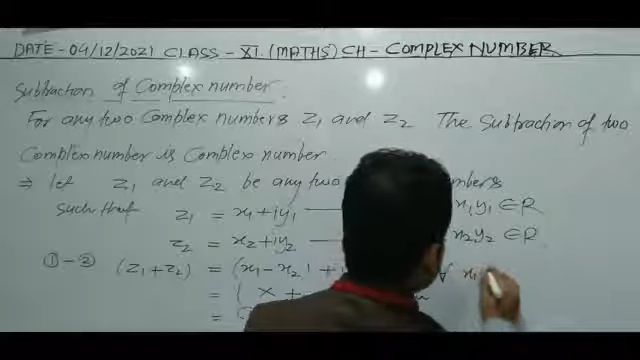 DATE - 04/12/2021 CLASS - XI. (MATHS) CH - COMPLEX NUMBER
Subtraction of Complex number.
For any two Complex numbers Z₁ and Z₂ The Subtraction of two
Complex number is Complex number
⇒ let Z₁ and Z₂ be any two
such that Z₁ = x₁+iy₁ — x₁y₁ ∈ R
Z₂ = x₂+iy₂ — x₂,y₂ ∈ R
① - ② (Z₁+Z₂) = (x₁-x₂) + ∀ x₁
= ( X +
=